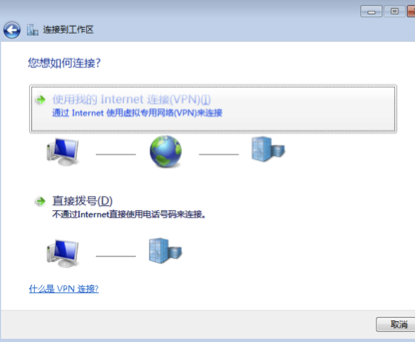 连接到工作区
您想如何连接?
使用我的 Internet 连接(VPN)(I)
通过 Internet 使用虚拟专用网络(VPN)来连接
直接拨号(D)
不通过Internet直接使用电话号码来连接。
什么是 VPN 连接?
取消